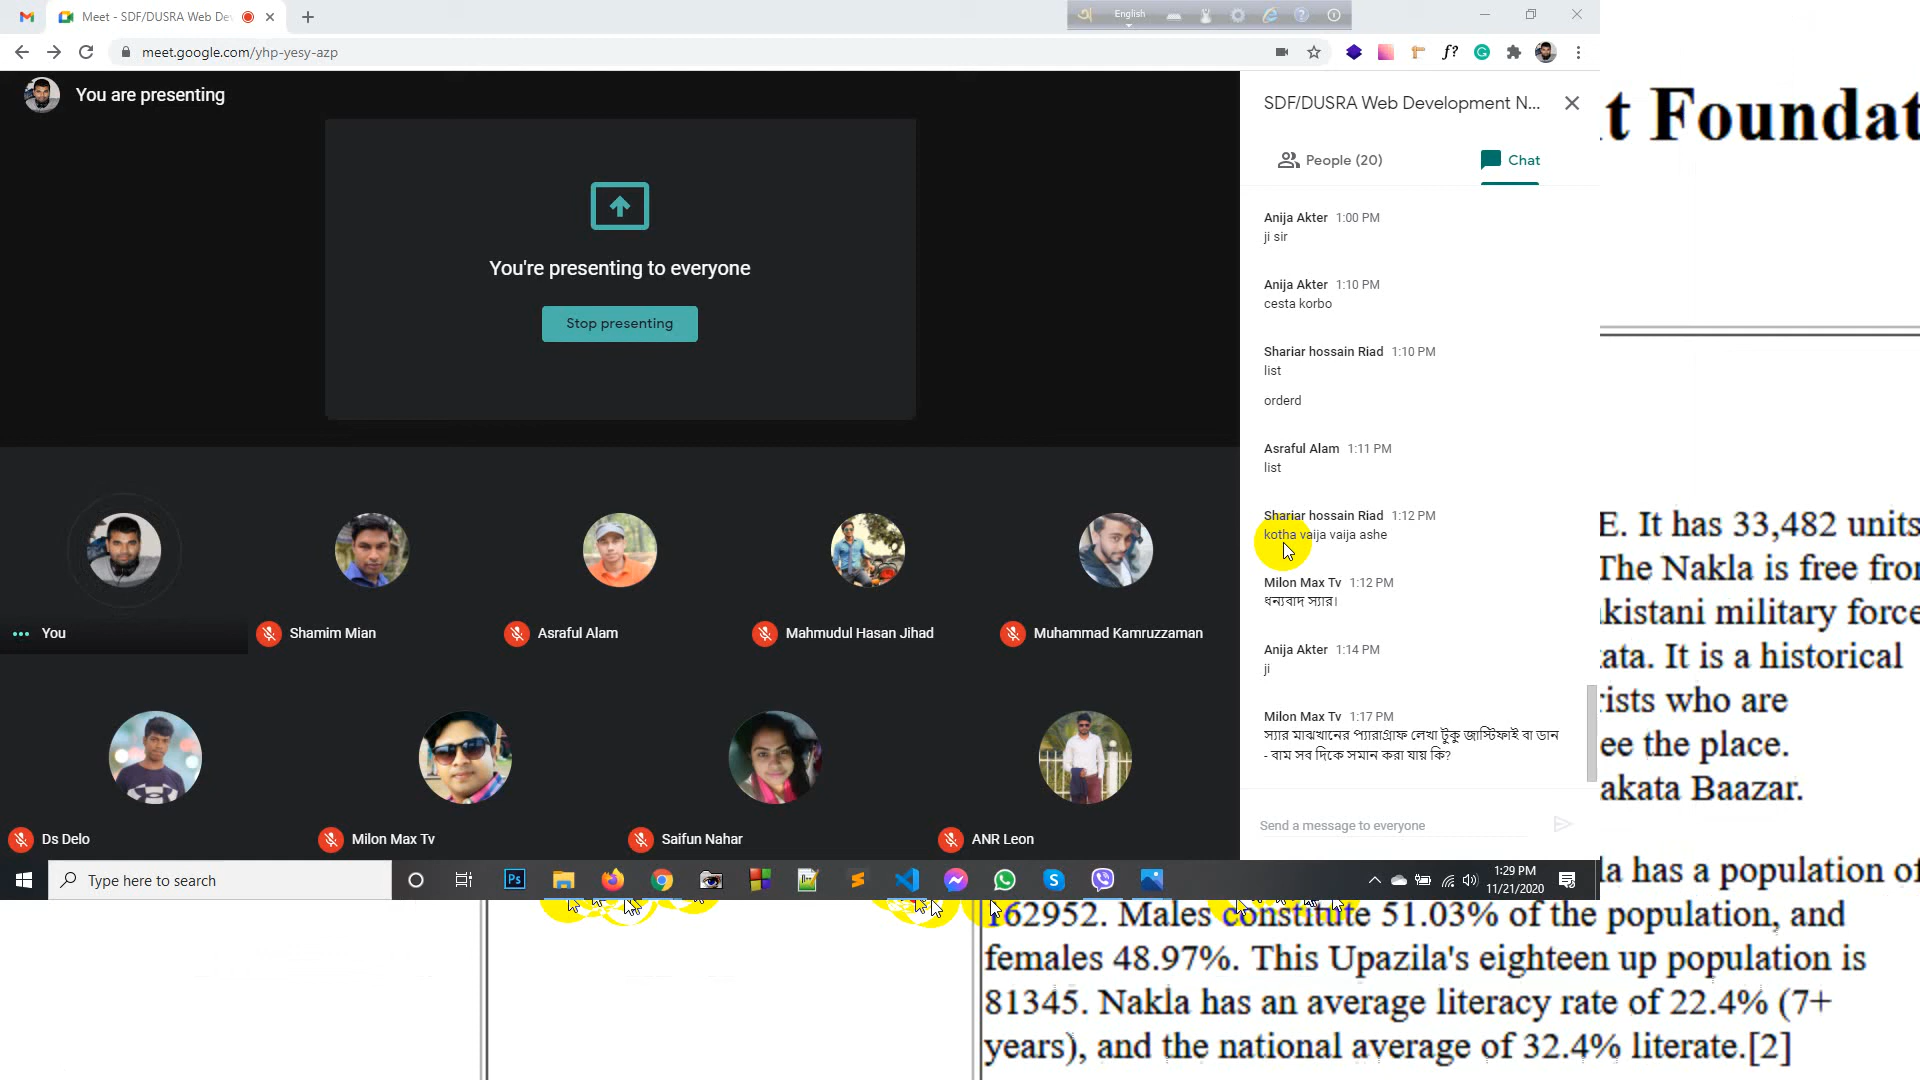 Meet - SDF/DUSRA Web De
English
meet.google.com/yhp-yesy-azp
You are presenting
You're presenting to everyone
Stop presenting
You
Shamim Mian
Asraful Alam
Mahmudul Hasan Jihad
Muhammad Kamruzzaman
Ds Delo
Milon Max Tv
Saifun Nahar
ANR Leon
SDF/DUSRA Web Development N...
People (20)
Chat
Anija Akter 1:00 PM
ji sir
Anija Akter 1:10 PM
cesta korbo
Shariar hossain Riad 1:10 PM
list
orderd
Asraful Alam 1:11 PM
list
Shariar hossain Riad 1:12 PM
kotha vaija vaija ashe
Milon Max Tv 1:12 PM
ধন্যবাদ স্যার।
Anija Akter 1:14 PM
ji
Milon Max Tv 1:17 PM
স্যার মাঝখানের প্যারাগ্রাফ লেখা টুকু জাস্টিফাই বা ডান
- বাম সব দিকে সমান করা যায় কি?
Send a message to everyone
Type here to search
Ps
1:29 PM
11/21/2020
t Foundat
E. It has 33,482 units
The Nakla is free from
kistani military force
ata. It is a historical
rists who are
ee the place.
akata Baazar.
la has a population of
162952. Males constitute 51.03% of the population, and
females 48.97%. This Upazila's eighteen up population is
81345. Nakla has an average literacy rate of 22.4% (7+
years), and the national average of 32.4% literate.[2]